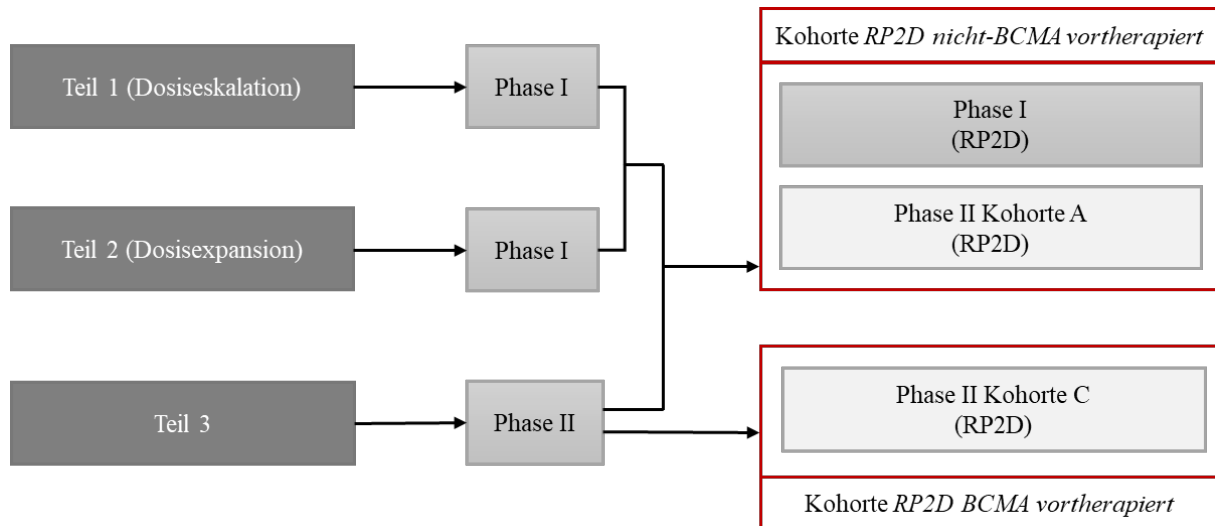 Kohorte RP2D nicht-BCMA vortherapiert
Teil 1 (Dosiseskalation)
Phase I
Phase I
(RP2D)
Phase II Kohorte A
(RP2D)
Teil 2 (Dosisexpansion)
Phase I
Teil 3
Phase II
Phase II Kohorte C
(RP2D)
Kohorte RP2D BCMA vortherapiert